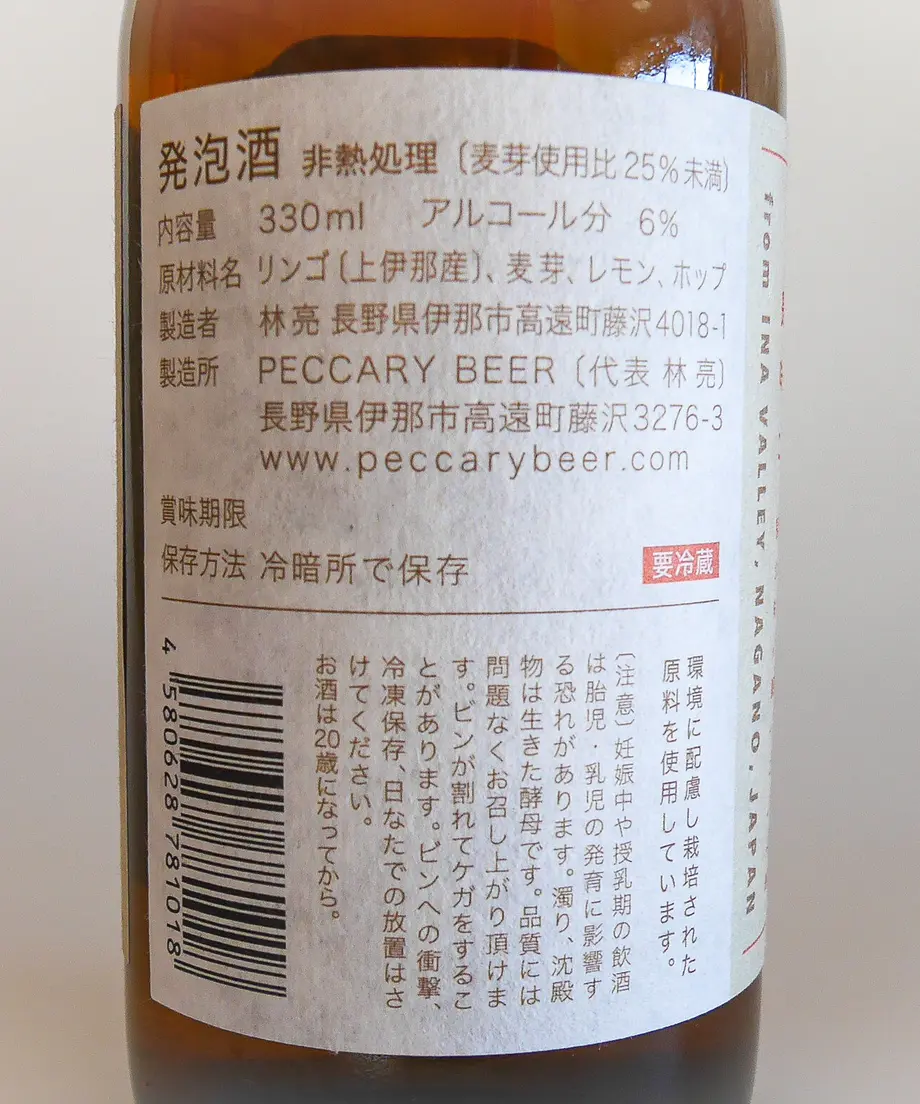 発泡酒 非熱処理〔麦芽使用比25%未満〕
内容量 330ml アルコール分 6%
原材料名 リンゴ〔上伊那産〕、麦芽、レモン、ホップ
製造者 林 亮 長野県伊那市高遠町藤沢4018-1
製造所 PECCARY BEER〔代表 林 亮〕
長野県伊那市高遠町藤沢3276-3
www.peccarybeer.com
賞味期限
保存方法 冷暗所で保存 要冷蔵
環境に配慮し栽培された
原料を使用しています。
〔注意〕妊娠中や授乳期の飲酒
は胎児・乳児の発育に影響す
る恐れがあります。濁り、沈殿
物は生きた酵母です。品質には
問題なくお召し上がり頂けま
す。ビンが割れてケガをするこ
とがあります。ビンへの衝撃、
冷凍保存、日なたでの放置はさ
けてください。
お酒は20歳になってから。
4 580628 781018
from INA VALLEY, NAGANO, JAPAN